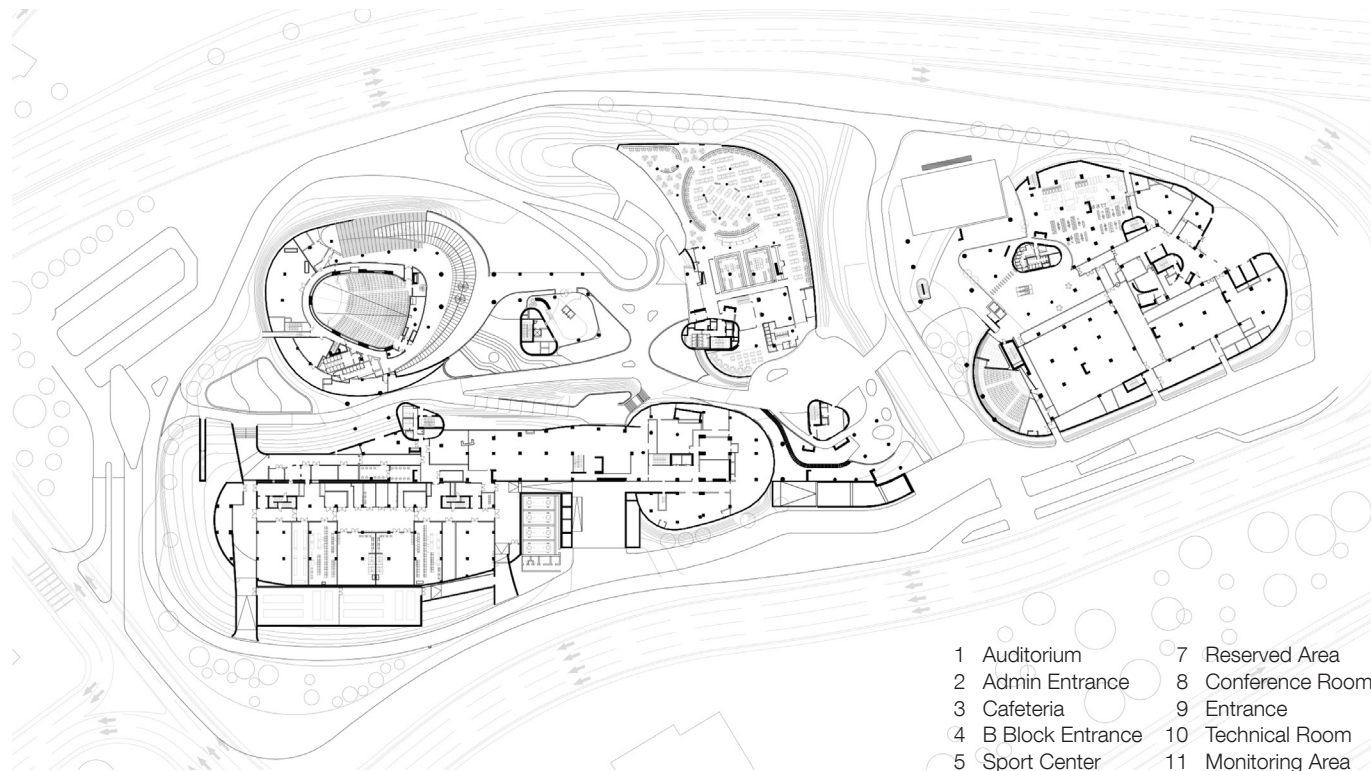 1 Auditorium
2 Admin Entrance
3 Cafeteria
4 B Block Entrance
5 Sport Center
7 Reserved Area
8 Conference Room
9 Entrance
10 Technical Room
11 Monitoring Area